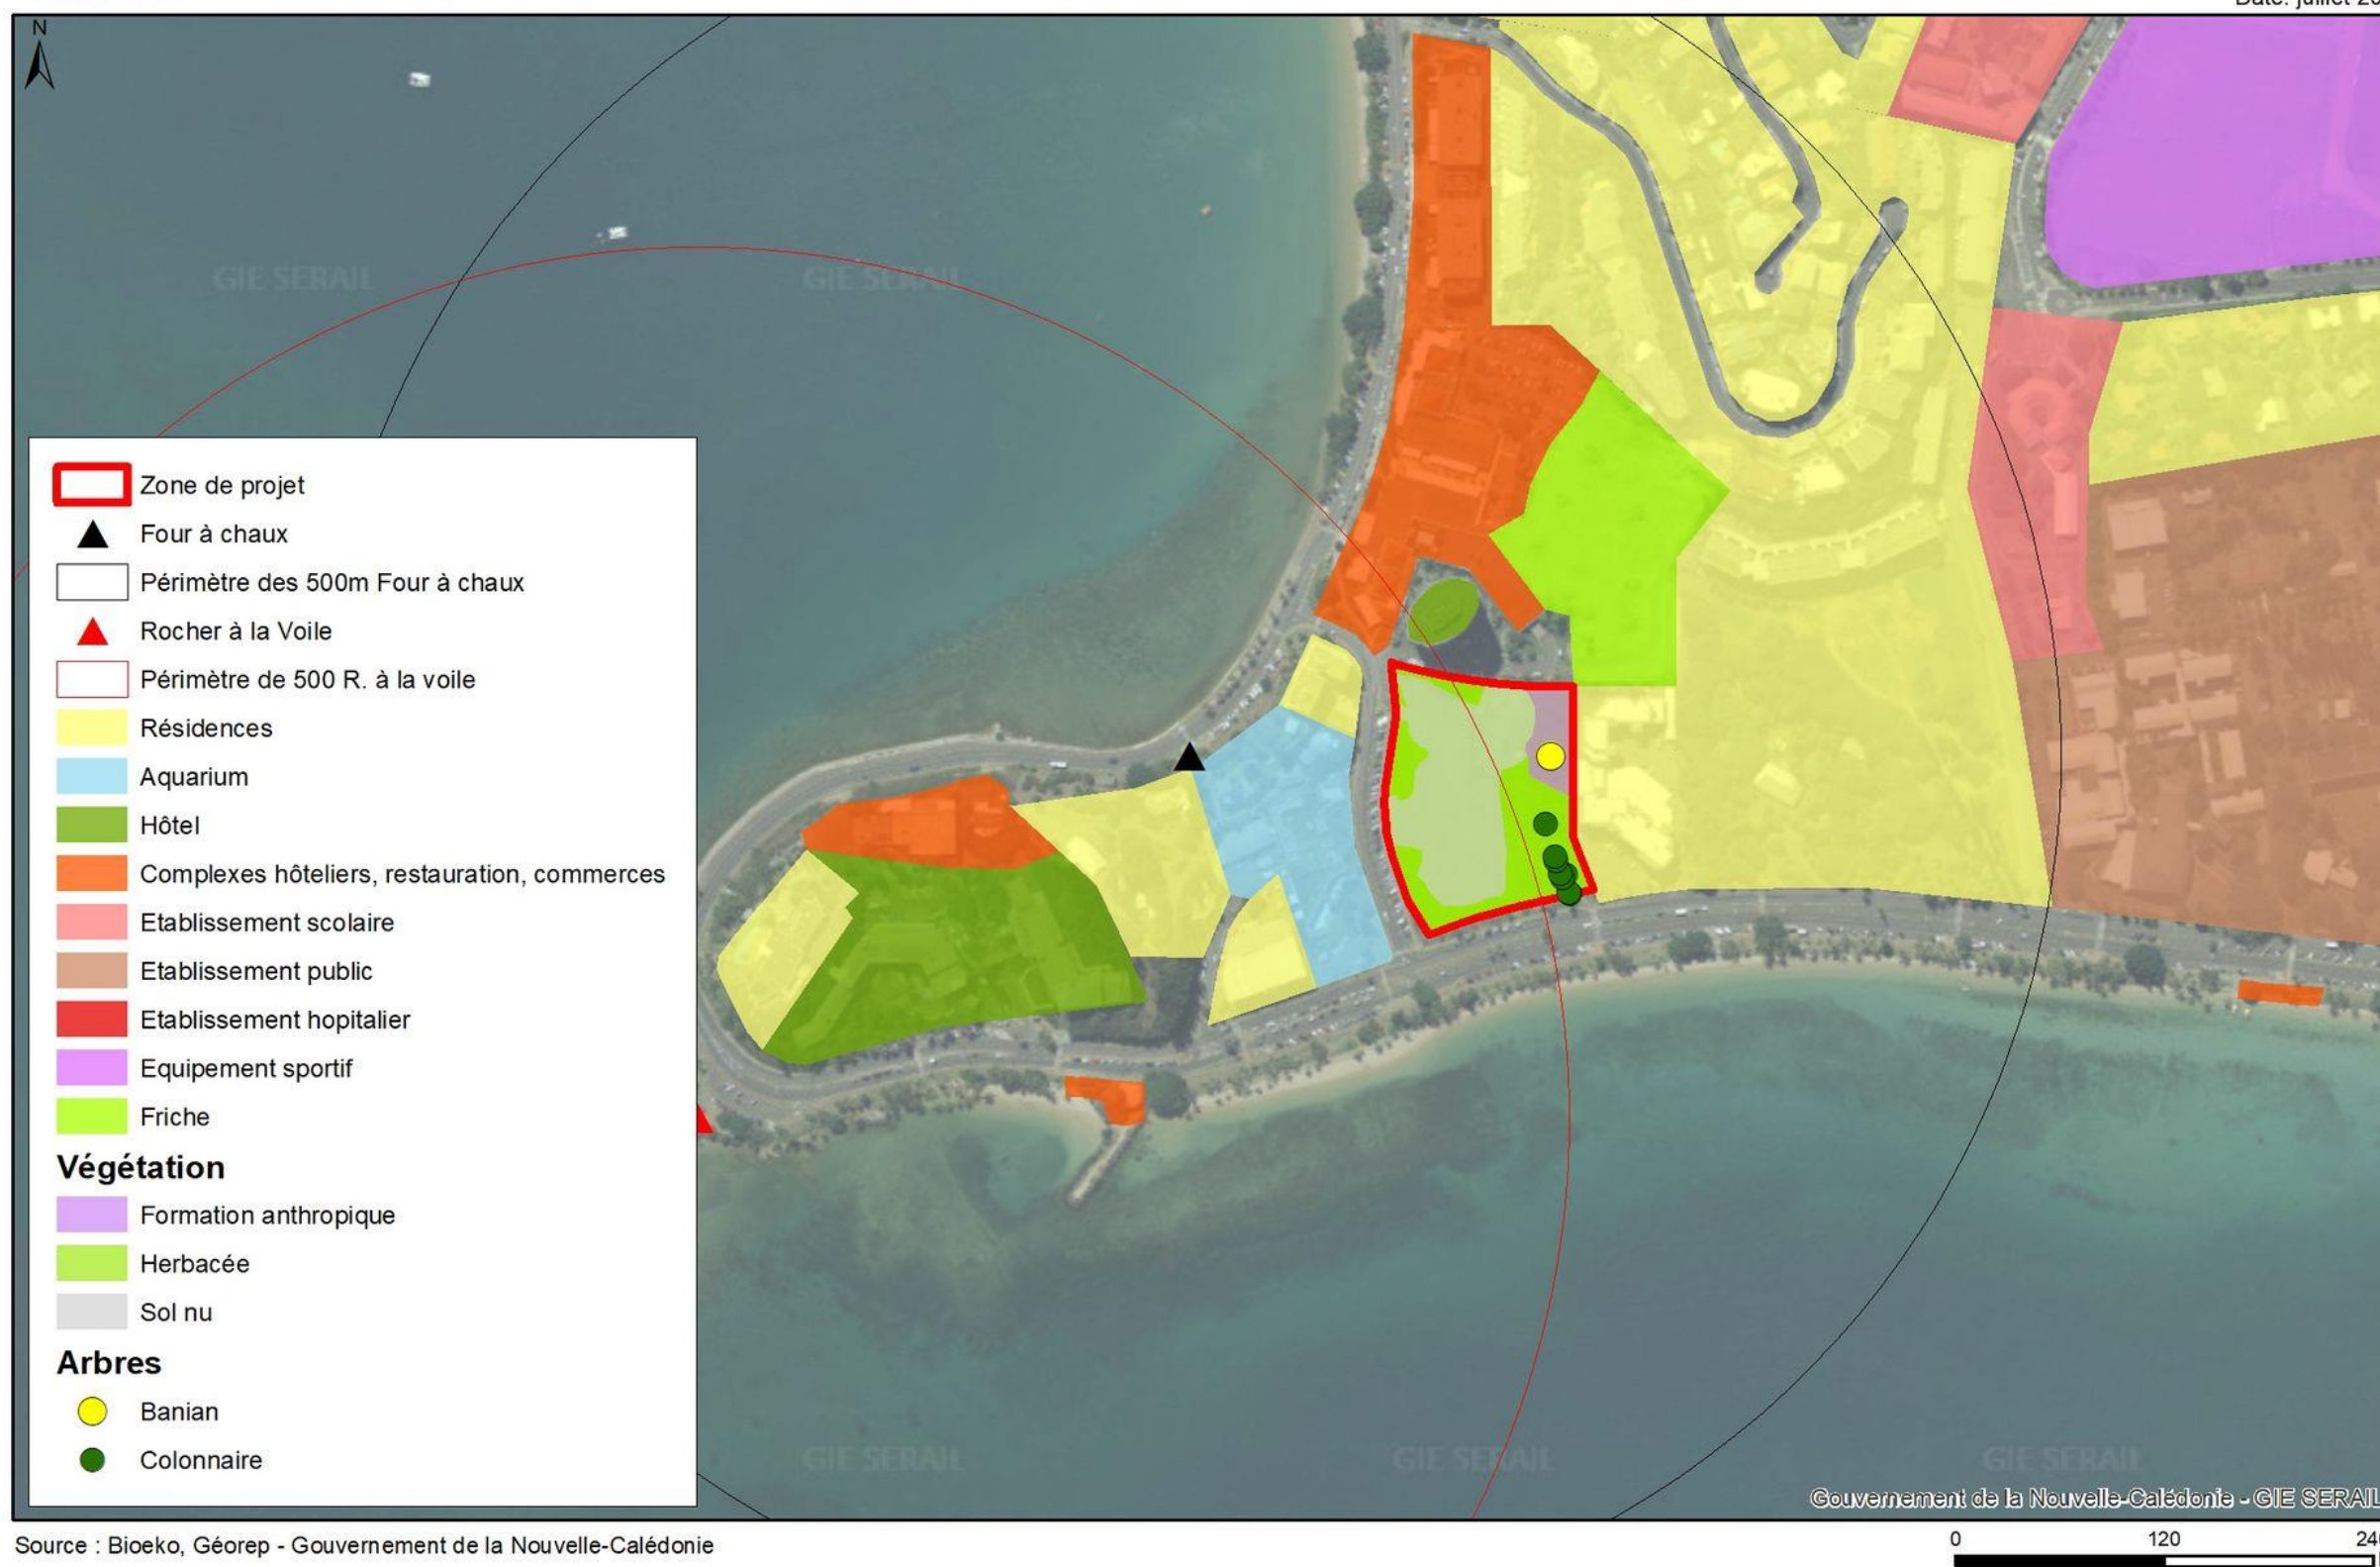 N
Zone de projet
Four à chaux
Périmètre des 500m Four à chaux
Rocher à la Voile
Périmètre de 500 R. à la voile
Résidences
Aquarium
Hôtel
Complexes hôteliers, restauration, commerces
Etablissement scolaire
Etablissement public
Etablissement hopitalier
Equipement sportif
Friche
Végétation
Formation anthropique
Herbacée
Sol nu
Arbres
Banian
Colonnaire
GIE SERAIL
GIE SERAIL
GIE SERAIL
GIE SERAIL
GIE SERAIL
Gouvernement de la Nouvelle-Calédonie - GIE SERAIL
Source : Bioeko, Géorep - Gouvernement de la Nouvelle-Calédonie
0 120